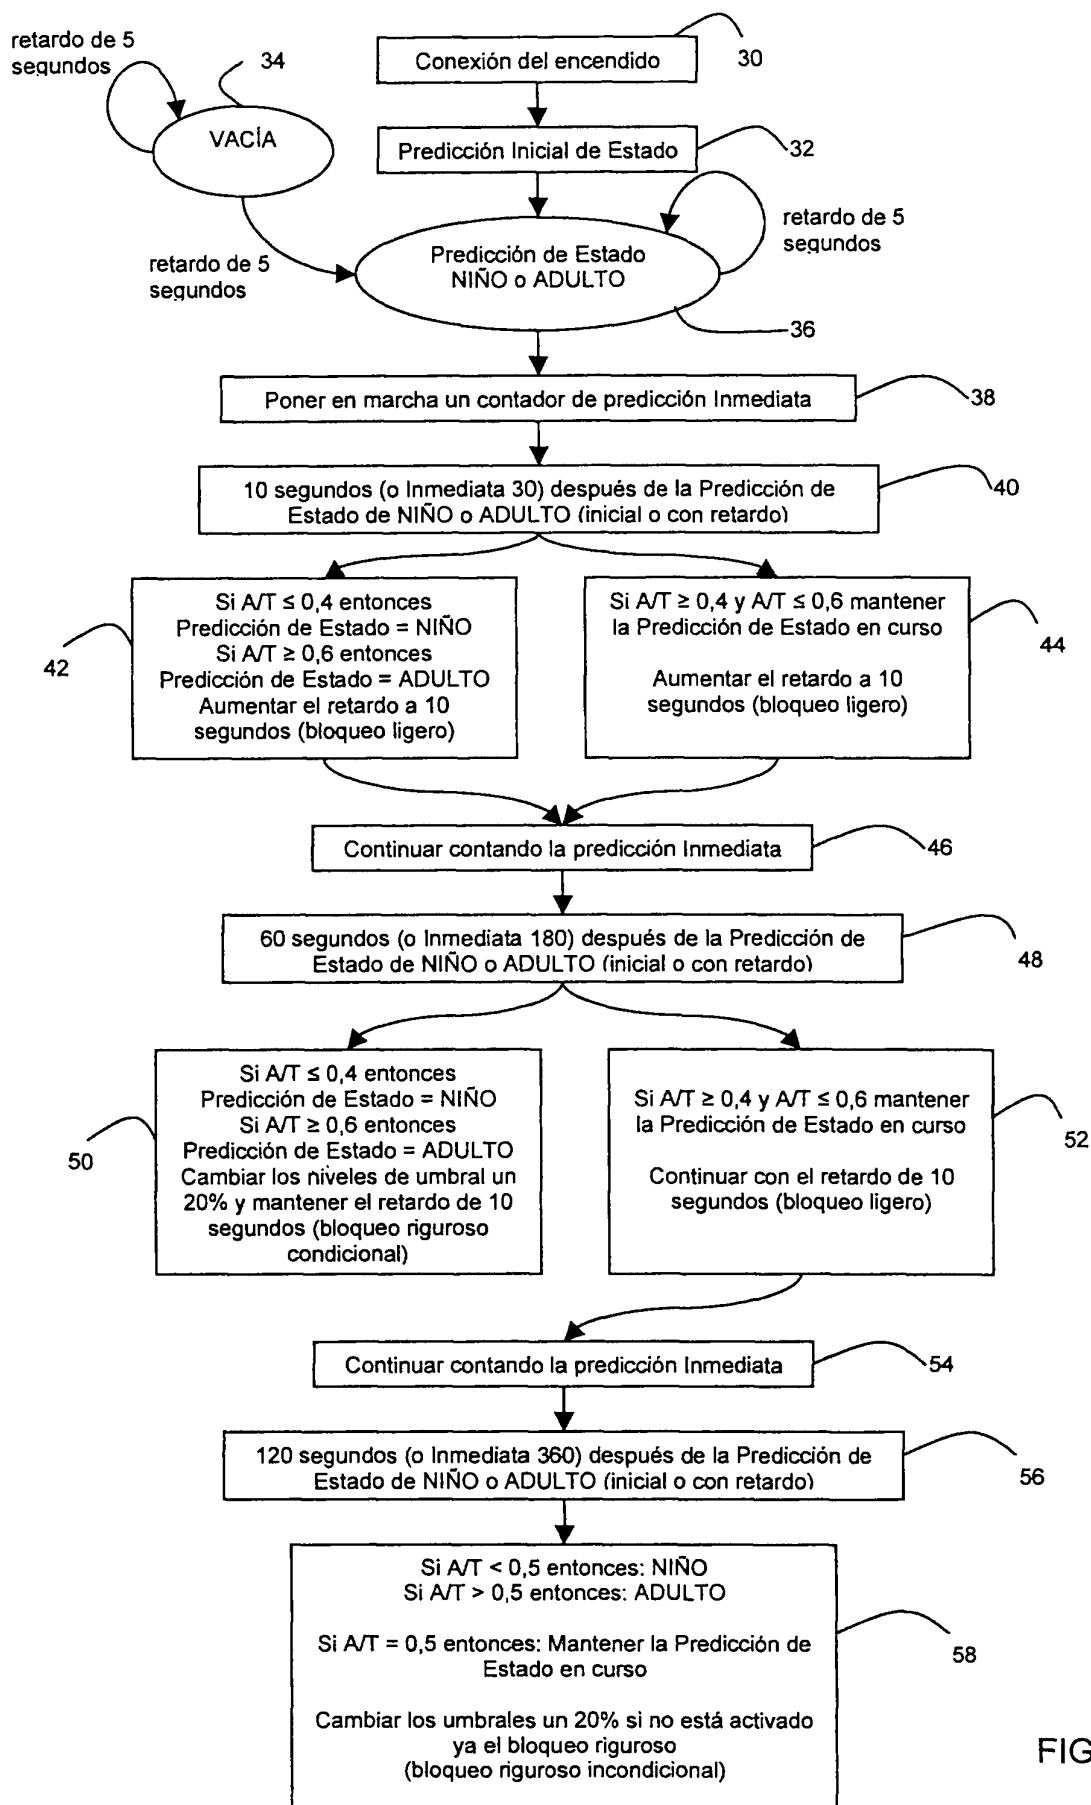 retardo de 5
segundos
34
Conexión del encendido
30
VACÍA
Predicción Inicial de Estado
32
retardo de 5
segundos
retardo de 5
segundos
Predicción de Estado
NIÑO o ADULTO
36
Poner en marcha un contador de predicción Inmediata
38
10 segundos (o Inmediata 30) después de la Predicción de
Estado de NIÑO o ADULTO (inicial o con retardo)
40
Si A/T ≤ 0,4 entonces
Predicción de Estado = NIÑO
Si A/T ≥ 0,6 entonces
Predicción de Estado = ADULTO
Aumentar el retardo a 10
segundos (bloqueo ligero)
42
Si A/T ≥ 0,4 y A/T ≤ 0,6 mantener
la Predicción de Estado en curso
Aumentar el retardo a 10
segundos (bloqueo ligero)
44
Continuar contando la predicción Inmediata
46
60 segundos (o Inmediata 180) después de la Predicción de
Estado de NIÑO o ADULTO (inicial o con retardo)
48
Si A/T ≤ 0,4 entonces
Predicción de Estado = NIÑO
Si A/T ≥ 0,6 entonces
Predicción de Estado = ADULTO
Cambiar los niveles de umbral un
20% y mantener el retardo de 10
segundos (bloqueo riguroso
condicional)
50
Si A/T ≥ 0,4 y A/T ≤ 0,6 mantener
la Predicción de Estado en curso
Continuar con el retardo de 10
segundos (bloqueo ligero)
52
Continuar contando la predicción Inmediata
54
120 segundos (o Inmediata 360) después de la Predicción de
Estado de NIÑO o ADULTO (inicial o con retardo)
56
Si A/T < 0,5 entonces: NIÑO
Si A/T > 0,5 entonces: ADULTO
Si A/T = 0,5 entonces: Mantener la Predicción de
Estado en curso
Cambiar los umbrales un 20% si no está activado
ya el bloqueo riguroso
(bloqueo riguroso incondicional)
58
FIG